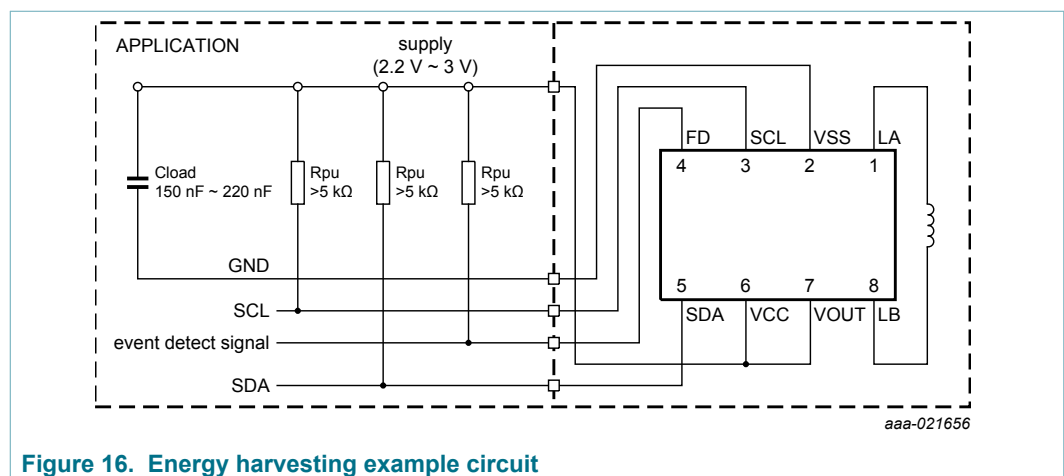 APPLICATION
supply
(2.2 V ~ 3 V)
Cload
150 nF ~ 220 nF
Rpu
>5 kΩ
Rpu
>5 kΩ
Rpu
>5 kΩ
GND
SCL
event detect signal
SDA
FD SCL VSS LA
4 3 2 1
5 6 7 8
SDA VCC VOUT LB
aaa-021656
Figure 16. Energy harvesting example circuit